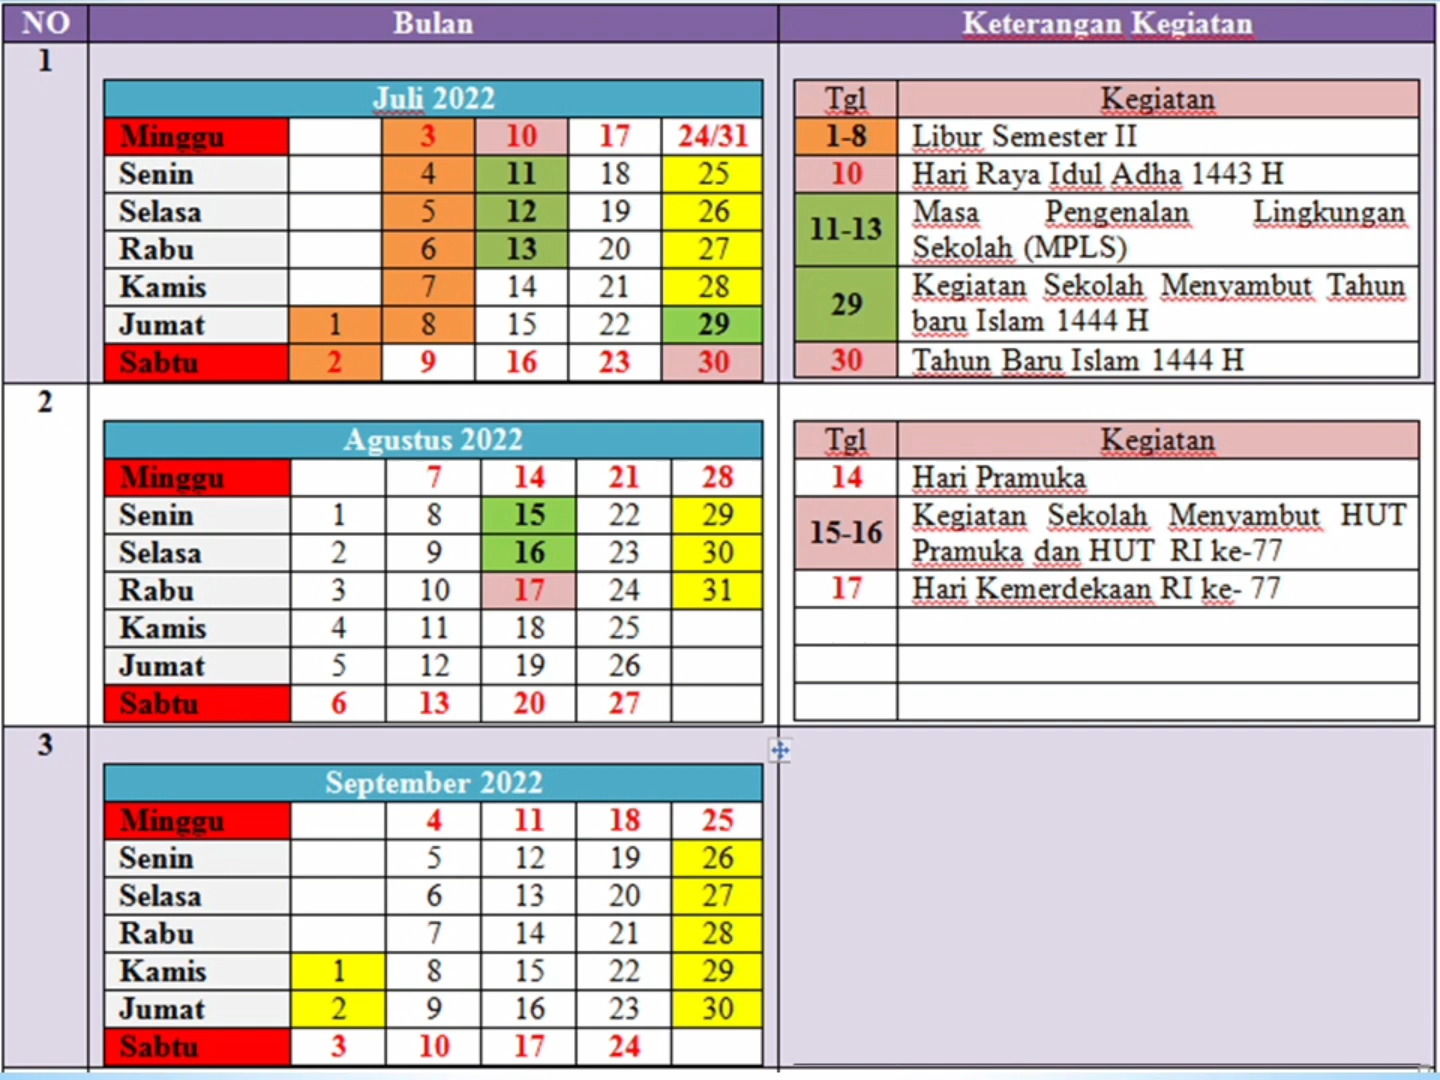 NO Bulan Keterangan Kegiatan
1
Juli 2022
Minggu 3 10 17 24/31
Senin 4 11 18 25
Selasa 5 12 19 26
Rabu 6 13 20 27
Kamis 7 14 21 28
Jumat 1 8 15 22 29
Sabtu 2 9 16 23 30
Tgl Kegiatan
1-8 Libur Semester II
10 Hari Raya Idul Adha 1443 H
11-13 Masa Pengenalan Lingkungan
Sekolah (MPLS)
29 Kegiatan Sekolah Menyambut Tahun
baru Islam 1444 H
30 Tahun Baru Islam 1444 H
2
Agustus 2022
Minggu 7 14 21 28
Senin 1 8 15 22 29
Selasa 2 9 16 23 30
Rabu 3 10 17 24 31
Kamis 4 11 18 25
Jumat 5 12 19 26
Sabtu 6 13 20 27
Tgl Kegiatan
14 Hari Pramuka
15-16 Kegiatan Sekolah Menyambut HUT
Pramuka dan HUT RI ke-77
17 Hari Kemerdekaan RI ke- 77
3
September 2022
Minggu 4 11 18 25
Senin 5 12 19 26
Selasa 6 13 20 27
Rabu 7 14 21 28
Kamis 1 8 15 22 29
Jumat 2 9 16 23 30
Sabtu 3 10 17 24